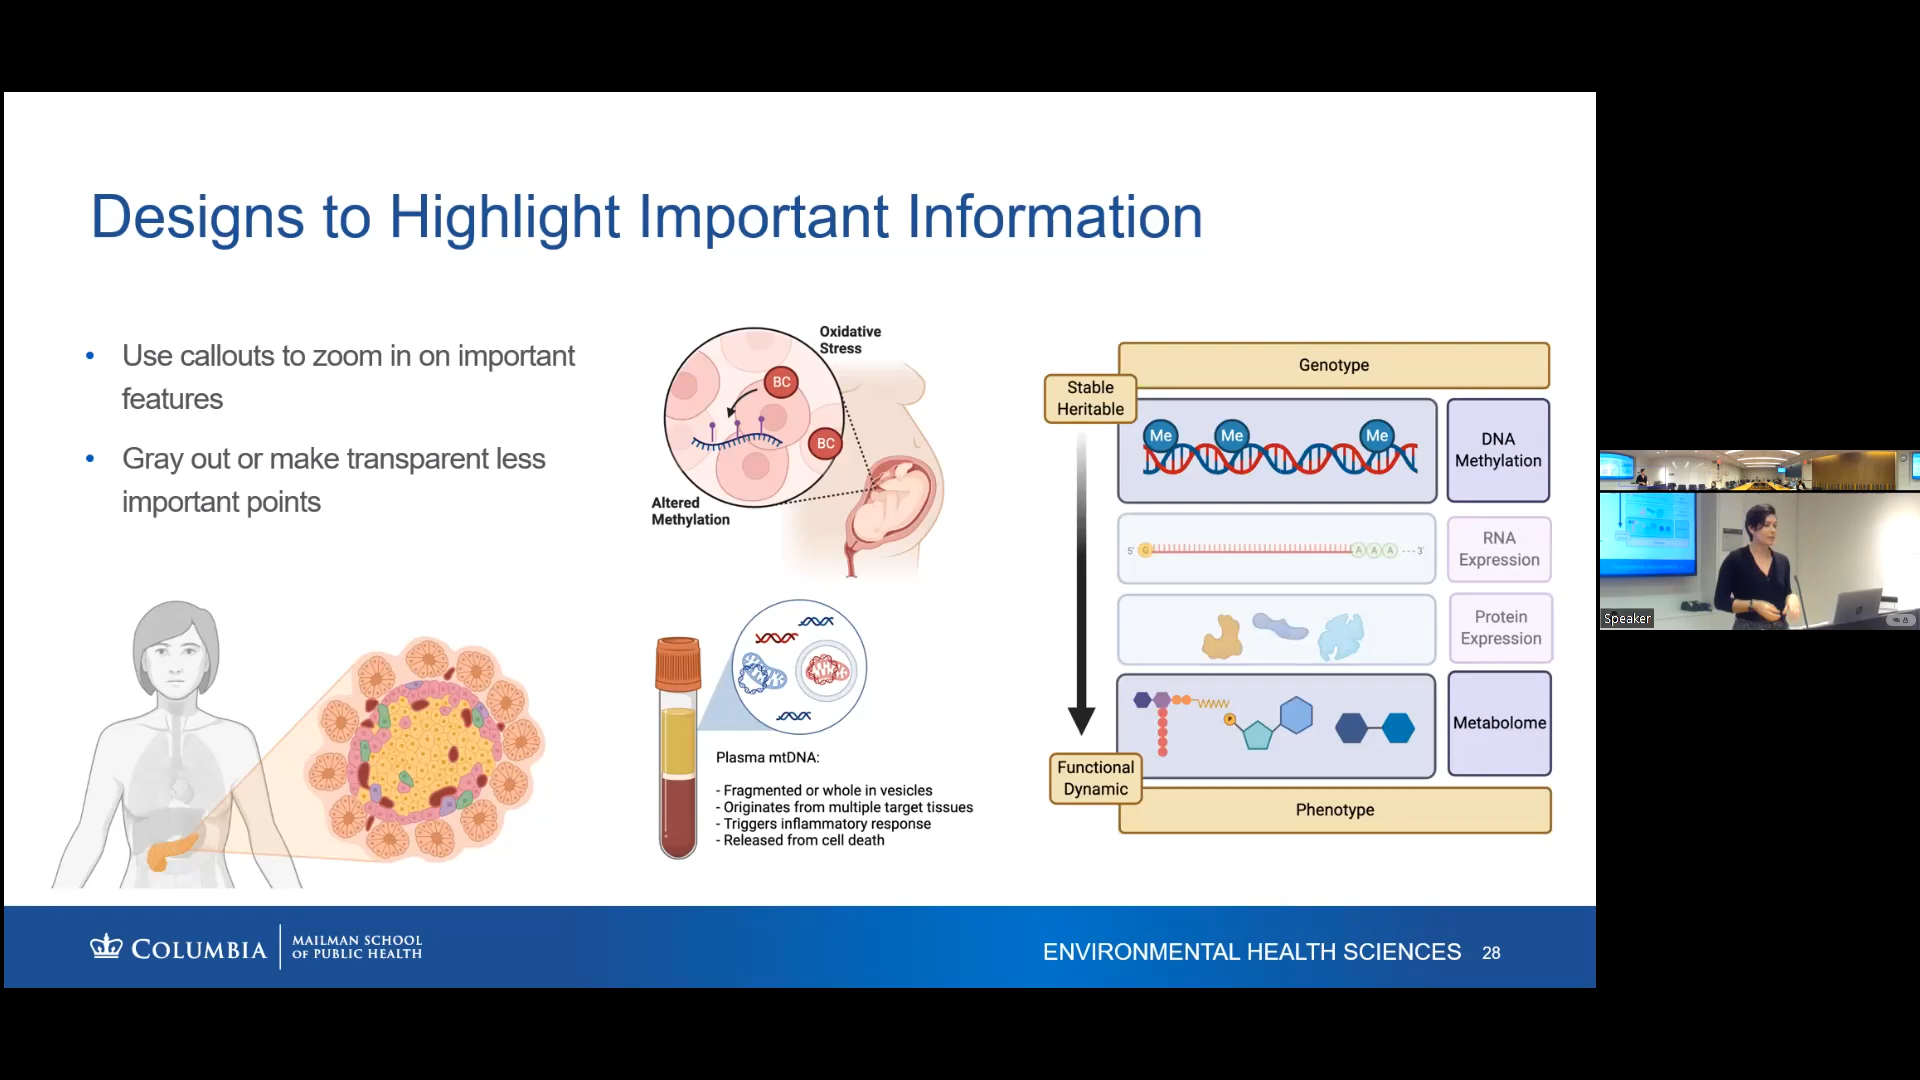 Designs to Highlight Important Information
• Use callouts to zoom in on important
features
• Gray out or make transparent less
important points
Oxidative
Stress
BC
BC
Altered
Methylation
Plasma mtDNA:
- Fragmented or whole in vesicles
- Originates from multiple target tissues
- Triggers inflammatory response
- Released from cell death
Genotype
Stable
Heritable
Me Me Me
DNA
Methylation
5' G A A A ---3'
RNA
Expression
Protein
Expression
P
Metabolome
Functional
Dynamic
Phenotype
COLUMBIA
MAILMAN SCHOOL
OF PUBLIC HEALTH
ENVIRONMENTAL HEALTH SCIENCES 28
Speaker